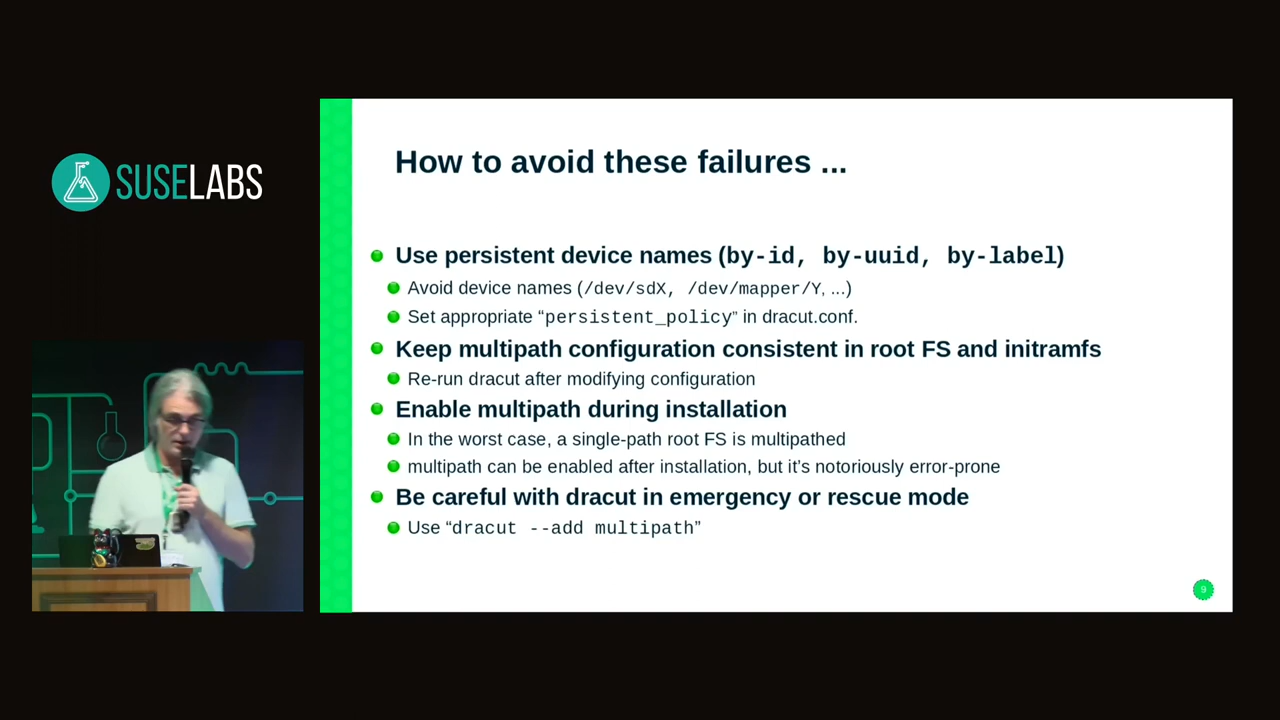 SUSELABS
How to avoid these failures ...
Use persistent device names (by-id, by-uuid, by-label)
Avoid device names (/dev/sdX, /dev/mapper/Y, ...)
Set appropriate “persistent_policy” in dracut.conf.
Keep multipath configuration consistent in root FS and initramfs
Re-run dracut after modifying configuration
Enable multipath during installation
In the worst case, a single-path root FS is multipathed
multipath can be enabled after installation, but it’s notoriously error-prone
Be careful with dracut in emergency or rescue mode
Use “dracut --add multipath”
9